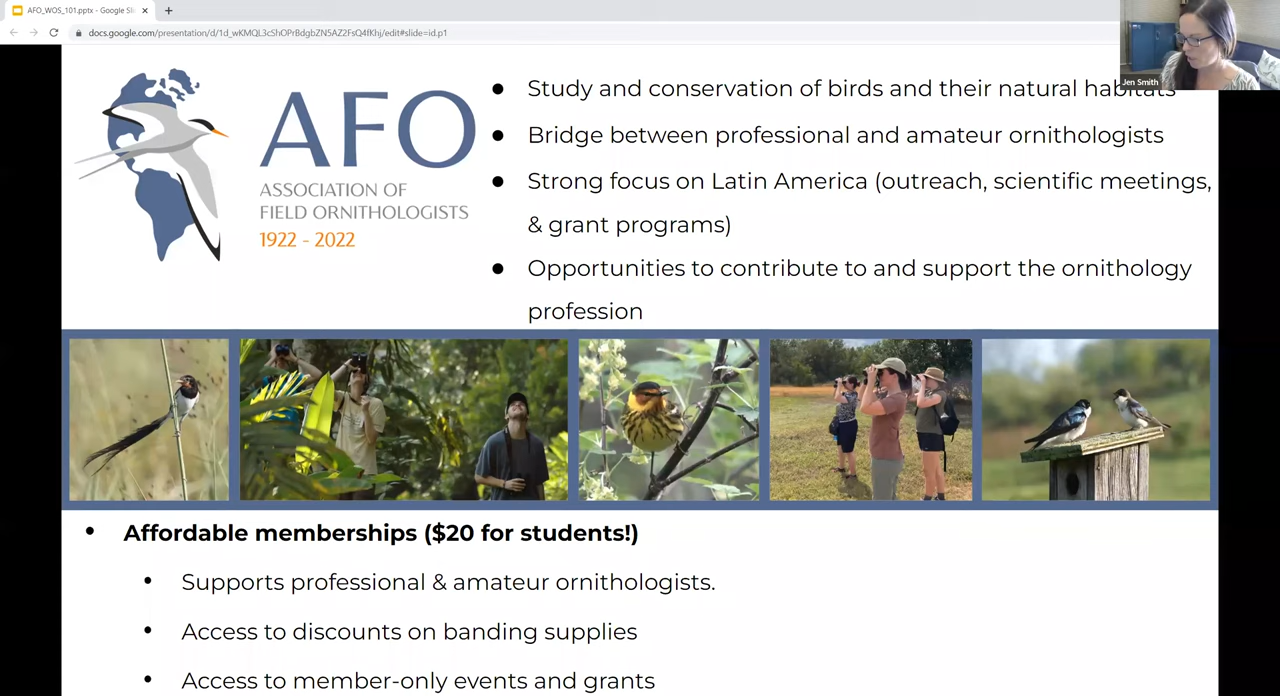 AFO_WOS_101.pptx - Google Sli
docs.google.com/presentation/d/1d_wKMQL3cShOPrBdgbZN5AZ2FsQ4fKhj/edit#slide=id.p1
Jen Smith
AFO
ASSOCIATION OF
FIELD ORNITHOLOGISTS
1922 - 2022
• Study and conservation of birds and their natural habitats
• Bridge between professional and amateur ornithologists
• Strong focus on Latin America (outreach, scientific meetings,
& grant programs)
• Opportunities to contribute to and support the ornithology
profession
• Affordable memberships ($20 for students!)
• Supports professional & amateur ornithologists.
• Access to discounts on banding supplies
• Access to member-only events and grants